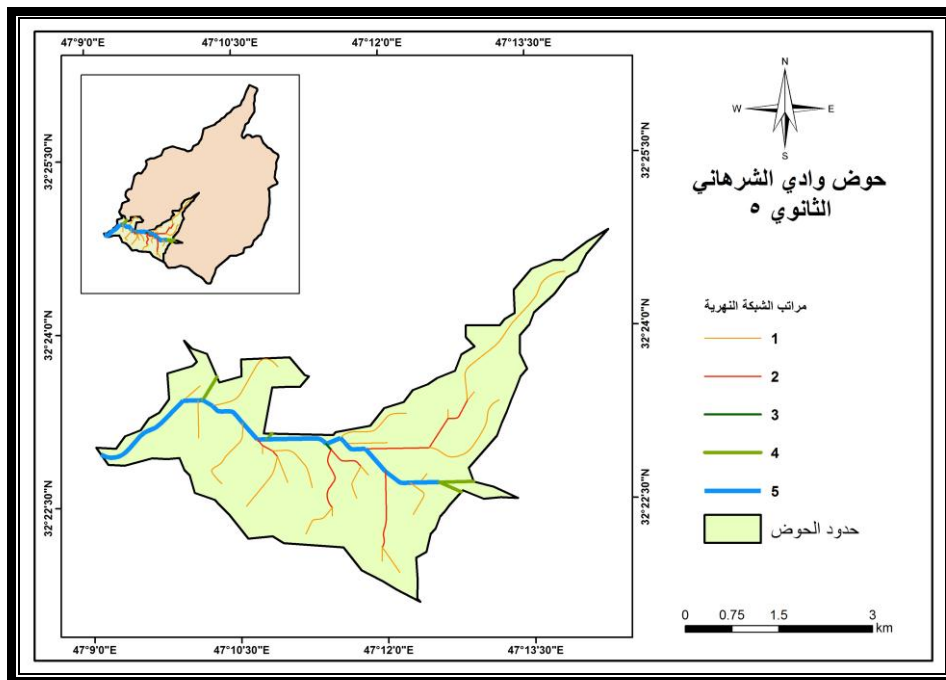 47°9'0"E 47°10'30"E 47°12'0"E 47°13'30"E
32°25'30"N
32°24'0"N
32°22'30"N
32°25'30"N
32°24'0"N
32°22'30"N
N
W E
S
حوض وادي الشرهاني
الثانوي ٥
مراتب الشبكة النهرية
1
2
3
4
5
حدود الحوض
0 0.75 1.5 3
km
47°9'0"E 47°10'30"E 47°12'0"E 47°13'30"E